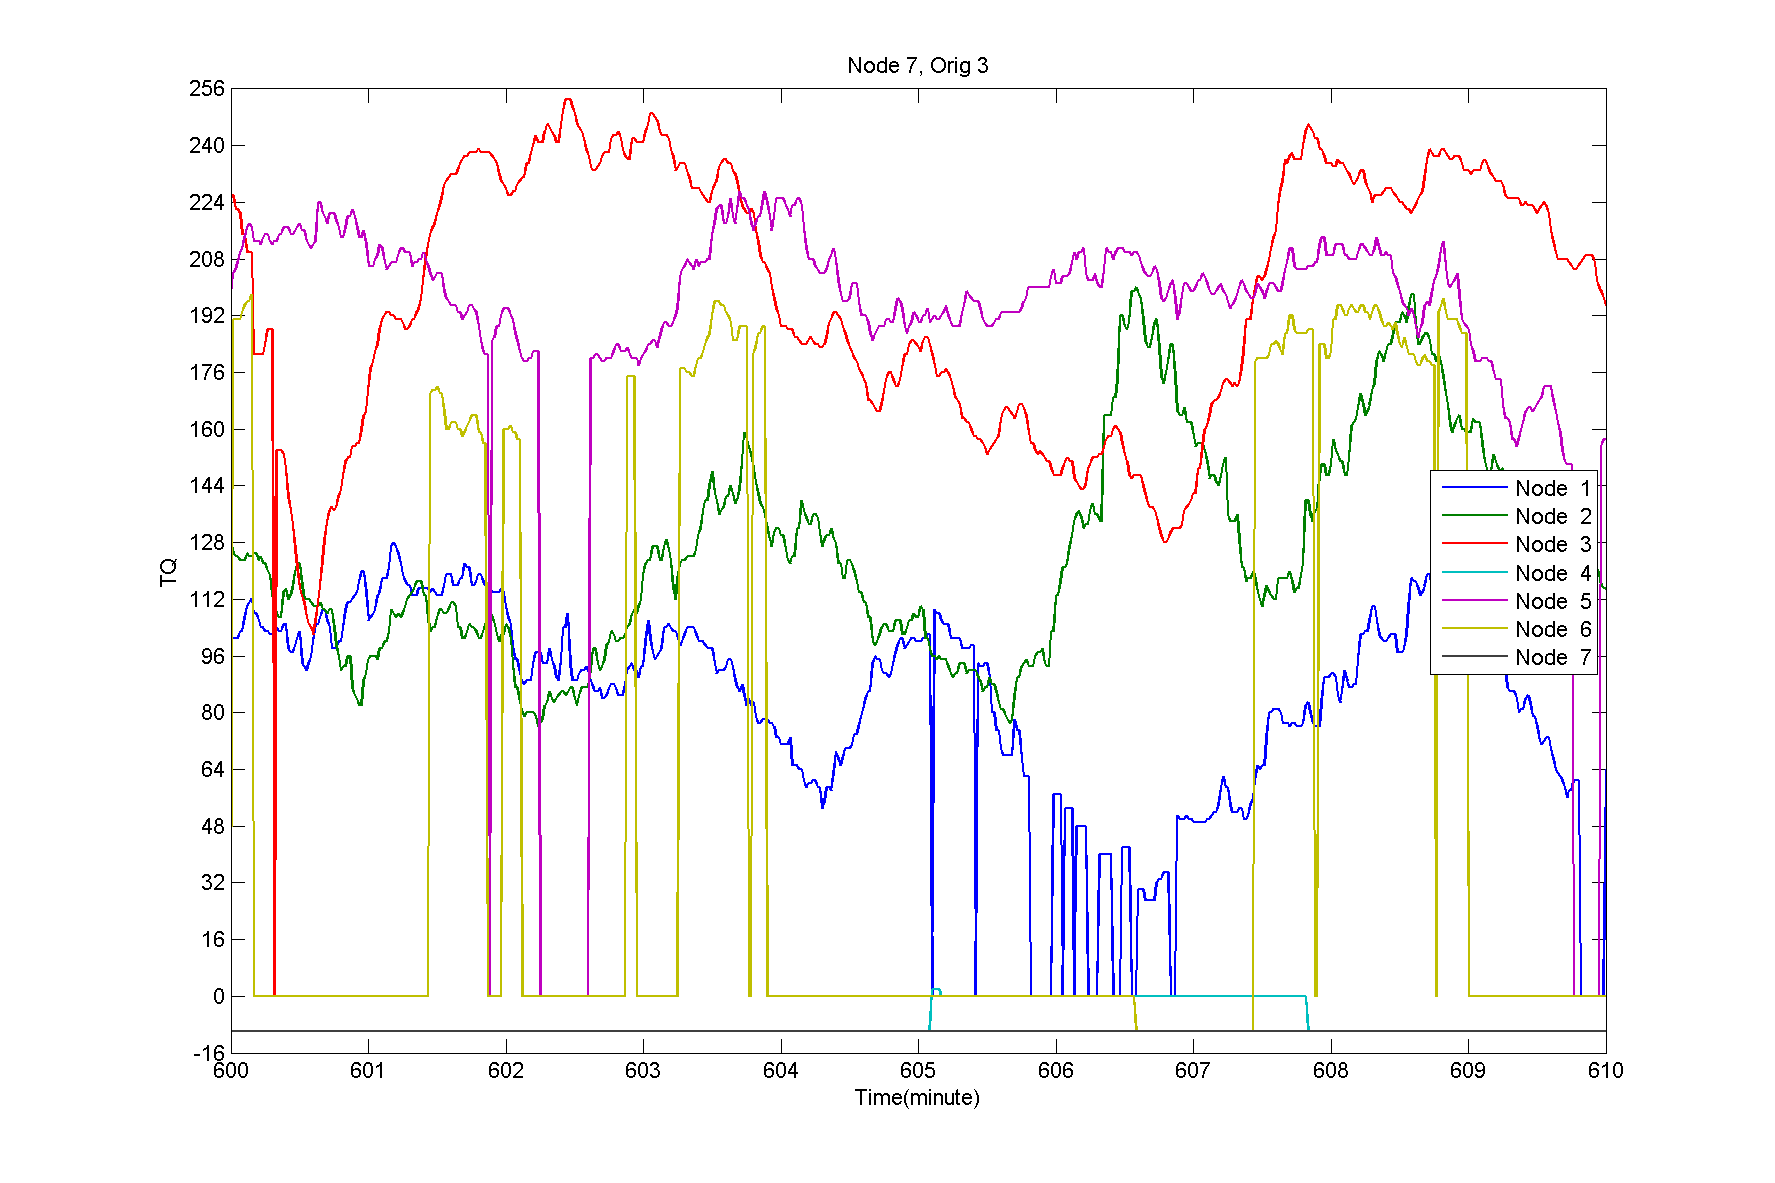 Node 7, Orig 3
256
240
224
208
192
176
160
144
128
112
96
80
64
48
32
16
0
-16
TQ
600 601 602 603 604 605 606 607 608 609 610
Time(minute)
Node 1
Node 2
Node 3
Node 4
Node 5
Node 6
Node 7